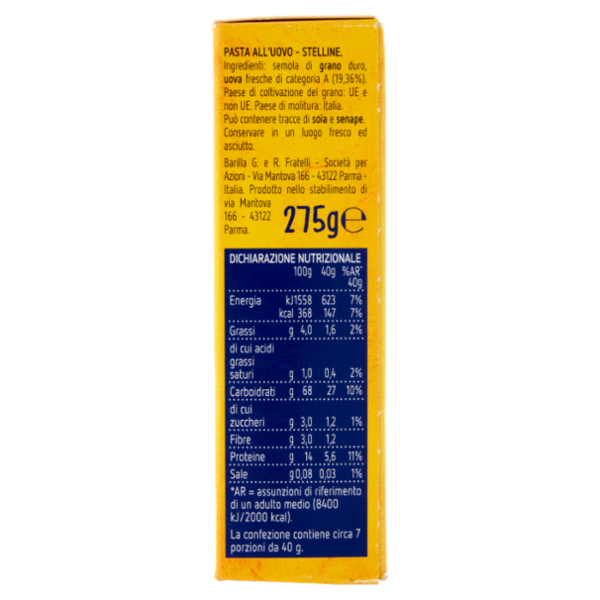 PASTA ALL'UOVO - STELLINE.
Ingredienti: semola di grano duro,
uova fresche di categoria A (19,36%).
Paese di coltivazione del grano: UE e
non UE. Paese di molitura: Italia.
Può contenere tracce di soia e senape.
Conservare in un luogo fresco ed
asciutto.
Barilla G. e R. Fratelli - Società per
Azioni - Via Mantova 166 - 43122 Parma -
Italia. Prodotto nello stabilimento di
via Mantova
166 - 43122
Parma.
275g℮
DICHIARAZIONE NUTRIZIONALE
100g 40g %AR*
40g
Energia kJ1558 623 7%
kcal 368 147 7%
Grassi g 4,0 1,6 2%
di cui acidi
grassi
saturi g 1,0 0,4 2%
Carboidrati g 68 27 10%
di cui
zuccheri g 3,0 1,2 1%
Fibre g 3,0 1,2
Proteine g 14 5,6 11%
Sale g 0,08 0,03 1%
*AR = assunzioni di riferimento
di un adulto medio (8400
kJ/2000 kcal).
La confezione contiene circa 7
porzioni da 40 g.